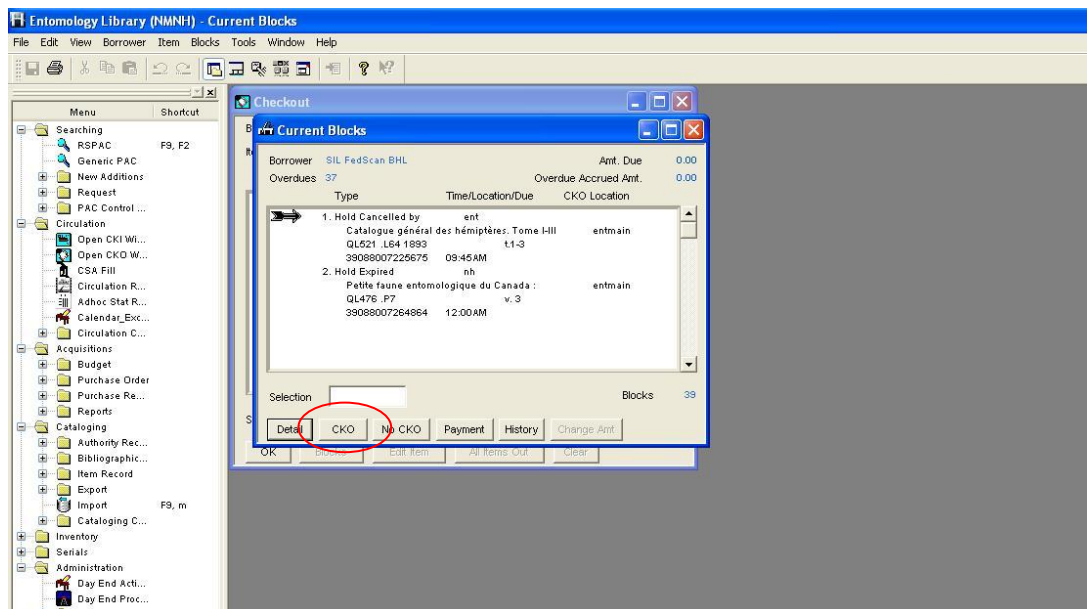 Entomology Library (NMNH) - Current Blocks
File Edit View Borrower Item Blocks Tools Window Help
Menu Shortcut
Searching
RSPAC F9, F2
Generic PAC
New Additions
Request
PAC Control ...
Circulation
Open CKI Wi...
Open CKO W...
CSA Fill
Circulation R...
Adhoc Stat R...
Calendar_Exc...
Circulation C...
Acquisitions
Budget
Purchase Order
Purchase Re...
Reports
Cataloging
Authority Rec...
Bibliographic...
Item Record
Export
Import F9, m
Cataloging C...
Inventory
Serials
Administration
Day End Acti...
Day End Proc...
Checkout
Current Blocks
Borrower SIL FedScan BHL Amt. Due 0.00
Overdues 37 Overdue Accrued Amt. 0.00
Type Time/Location/Due CKO Location
1. Hold Cancelled by ent
Catalogue général des hémiptères. Tome I-III entmain
QL521 .L64 1893 t.1-3
39088007225675 09:45AM
2. Hold Expired nh
Petite faune entomologique du Canada : entmain
QL476 .P7 v. 3
39088007264864 12:00AM
Selection Blocks 39
Detail CKO No CKO Payment History Change Amt
OK Blocks Edit Item All Items Out Clear